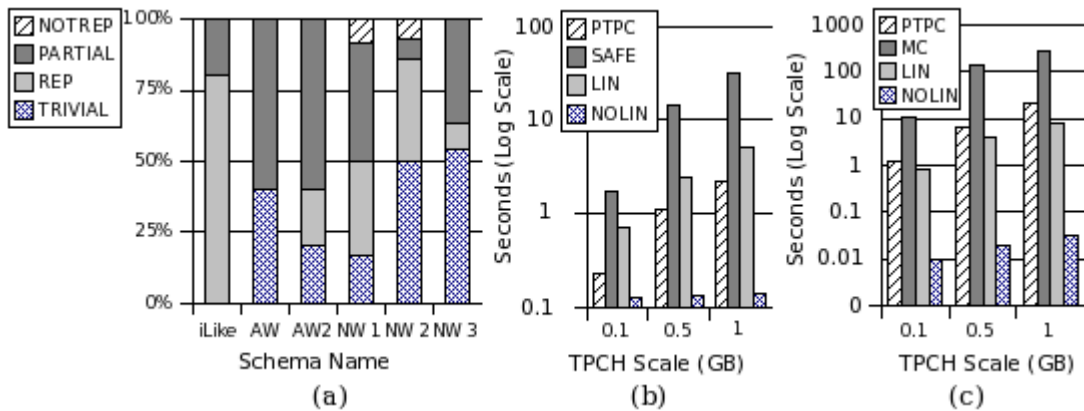 NOTREP
PARTIAL
REP
TRIVIAL
100%
75%
50%
25%
0%
iLike AW AW2 NW 1 NW 2 NW 3
Schema Name
(a)
Seconds (Log Scale)
100
10
1
0.1
PTPC
SAFE
LIN
NOLIN
0.1 0.5 1
TPCH Scale (GB)
(b)
Seconds (Log Scale)
1000
100
10
1
0.1
0.01
0
PTPC
MC
LIN
NOLIN
0.1 0.5 1
TPCH Scale (GB)
(c)